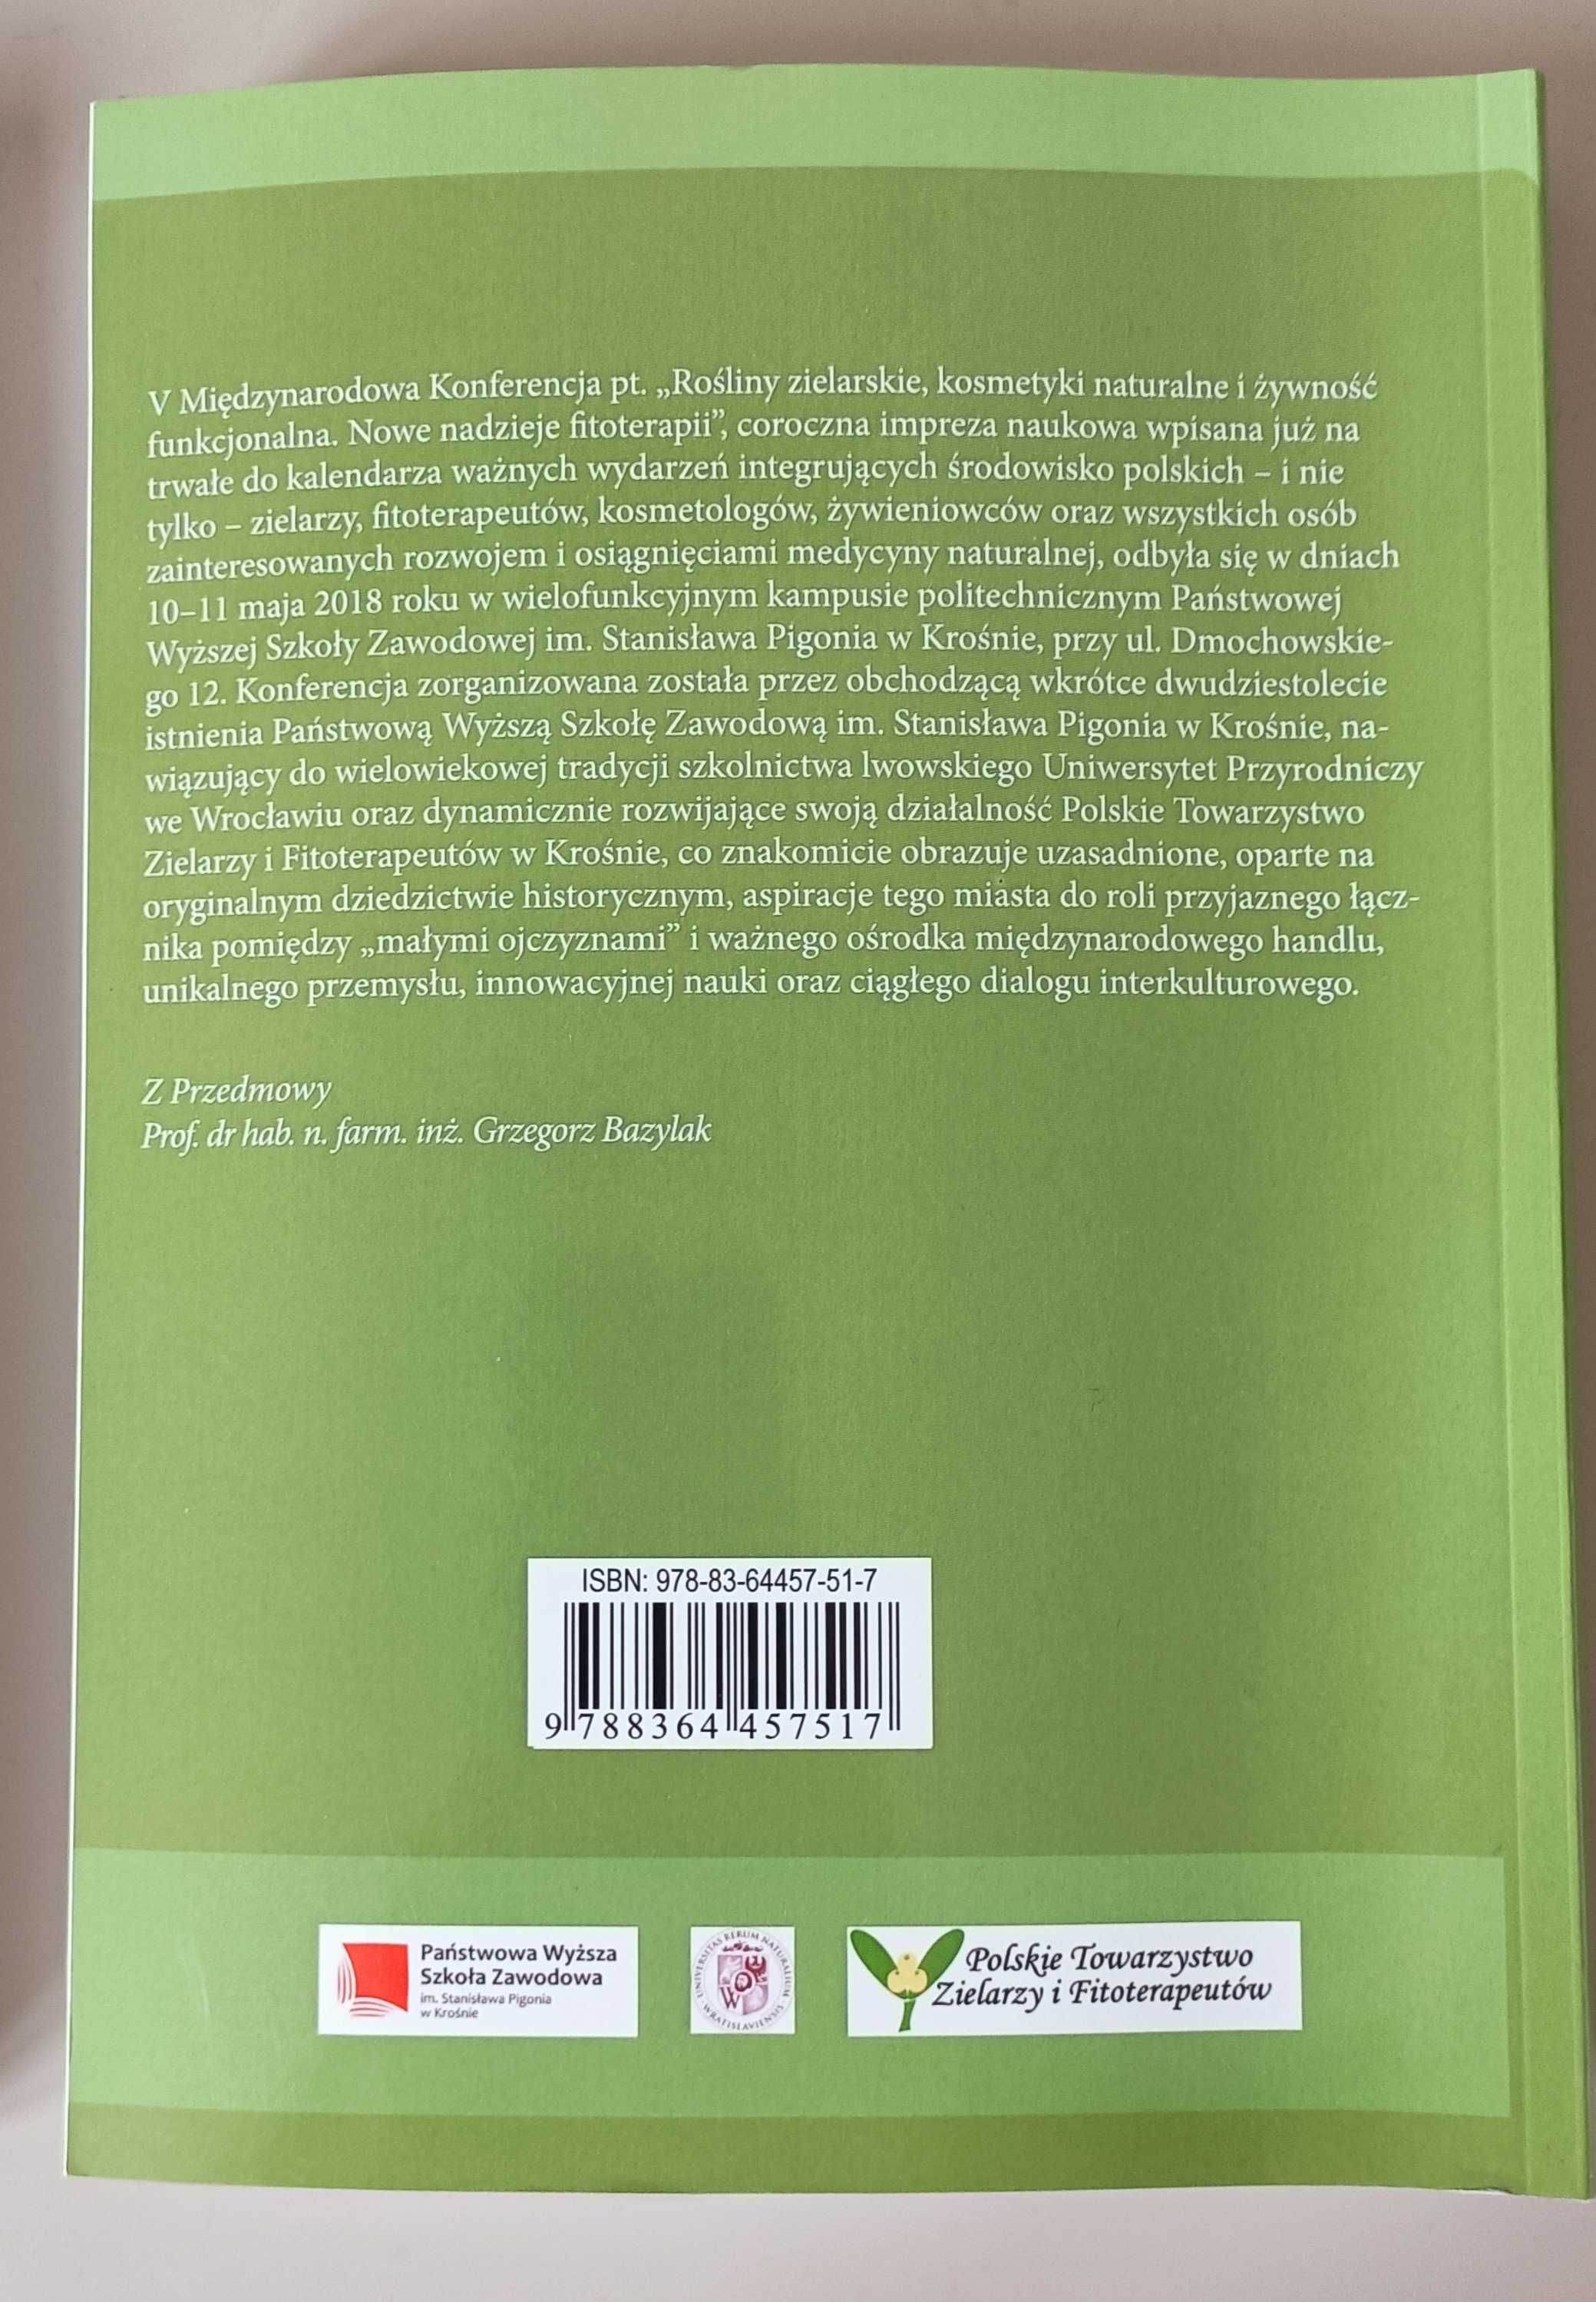 V Międzynarodowa Konferencja pt. „Rośliny zielarskie, kosmetyki naturalne i żywność
funkcjonalna. Nowe nadzieje fitoterapii”, coroczna impreza naukowa wpisana już na
trwałe do kalendarza ważnych wydarzeń integrujących środowisko polskich – i nie
tylko – zielarzy, fitoterapeutów, kosmetologów, żywieniowców oraz wszystkich osób
zainteresowanych rozwojem i osiągnięciami medycyny naturalnej, odbyła się w dniach
10–11 maja 2018 roku w wielofunkcyjnym kampusie politechnicznym Państwowej
Wyższej Szkoły Zawodowej im. Stanisława Pigonia w Krośnie, przy ul. Dmochowskie-
go 12. Konferencja zorganizowana została przez obchodzącą wkrótce dwudziestolecie
istnienia Państwową Wyższą Szkołę Zawodową im. Stanisława Pigonia w Krośnie, na-
wiązujący do wielowiekowej tradycji szkolnictwa lwowskiego Uniwersytet Przyrodniczy
we Wrocławiu oraz dynamicznie rozwijające swoją działalność Polskie Towarzystwo
Zielarzy i Fitoterapeutów w Krośnie, co znakomicie obrazuje uzasadnione, oparte na
oryginalnym dziedzictwie historycznym, aspiracje tego miasta do roli przyjaznego łącz-
nika pomiędzy „małymi ojczyznami” i ważnego ośrodka międzynarodowego handlu,
unikalnego przemysłu, innowacyjnej nauki oraz ciągłego dialogu interkulturowego.
Z Przedmowy
Prof. dr hab. n. farm. inż. Grzegorz Bazylak
ISBN: 978-83-64457-51-7
9 788364 457517
Państwowa Wyższa
Szkoła Zawodowa
im. Stanisława Pigonia
w Krośnie
UNIVERSITAS RERUM NATURALIUM
WRATISLAVIENSIS
W
Polskie Towarzystwo
Zielarzy i Fitoterapeutów